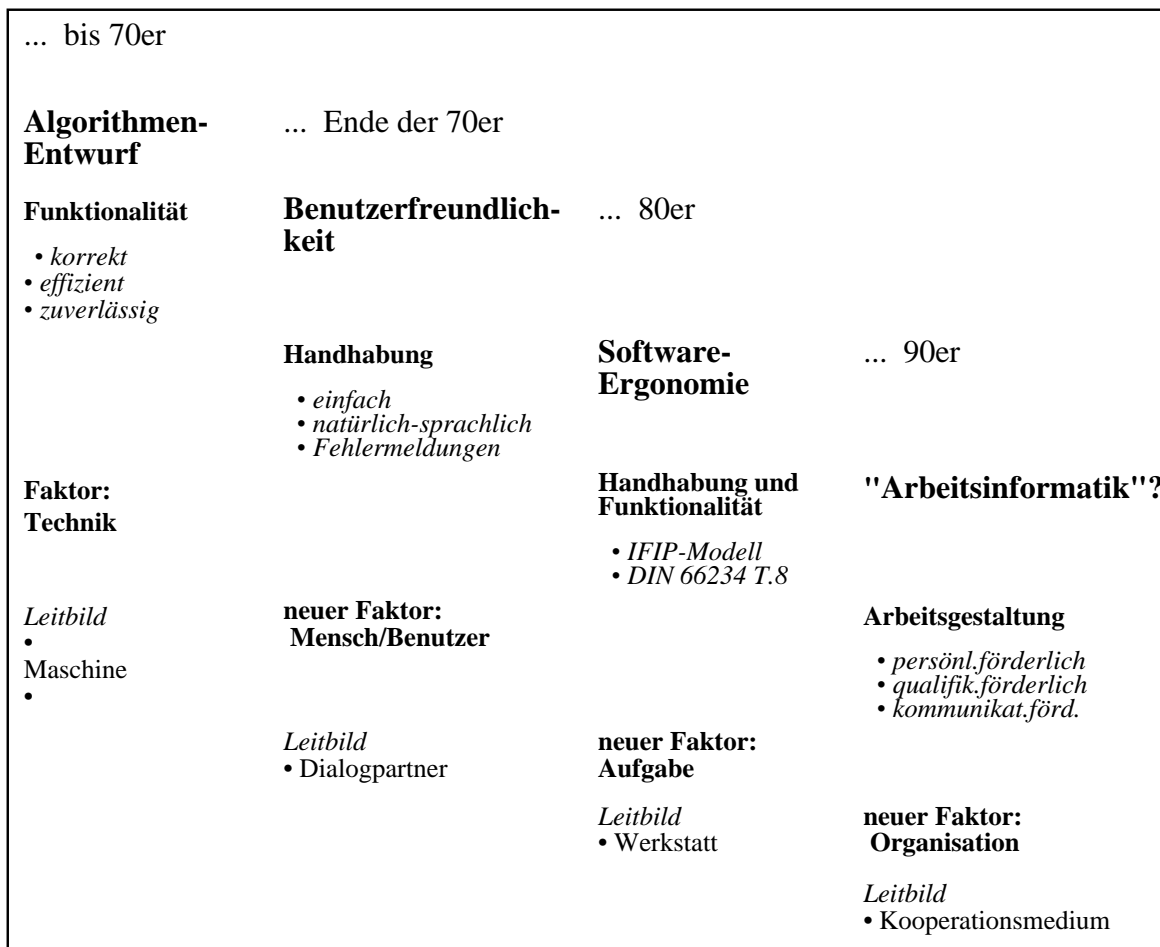 ... bis 70er
Algorithmen-
Entwurf
Funktionalität
• korrekt
• effizient
• zuverlässig
Faktor:
Technik
Leitbild
•
Maschine
•
... Ende der 70er
Benutzerfreundlich-
keit
Handhabung
• einfach
• natürlich-sprachlich
• Fehlermeldungen
neuer Faktor:
Mensch/Benutzer
Leitbild
• Dialogpartner
... 80er
Software-
Ergonomie
Handhabung und
Funktionalität
• IFIP-Modell
• DIN 66234 T.8
neuer Faktor:
Aufgabe
Leitbild
• Werkstatt
... 90er
"Arbeitsinformatik"?
Arbeitsgestaltung
• persönl.förderlich
• qualifik.förderlich
• kommunikat.förd.
neuer Faktor:
Organisation
Leitbild
• Kooperationsmedium